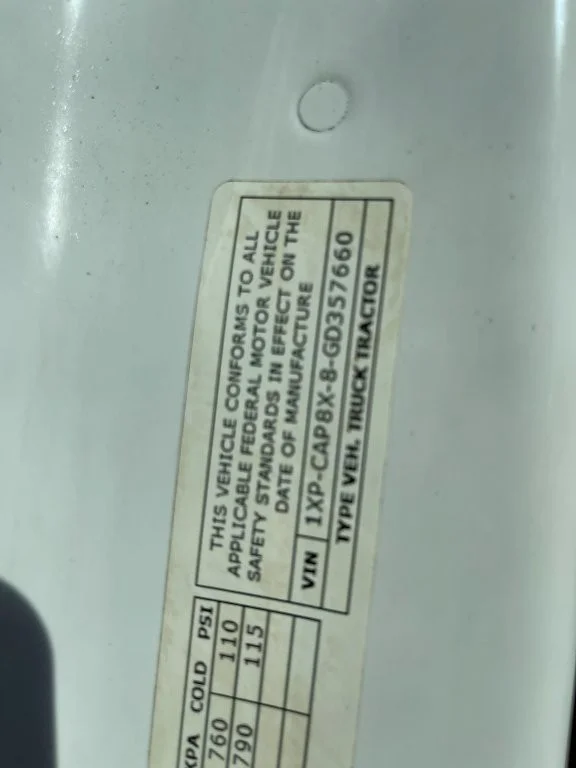 THIS VEHICLE CONFORMS TO ALL
APPLICABLE FEDERAL MOTOR VEHICLE
SAFETY STANDARDS IN EFFECT ON THE
DATE OF MANUFACTURE
VIN 1XP-CAP8X-8-GD357660
TYPE VEH. TRUCK TRACTOR
KPA COLD PSI
760 110
790 115